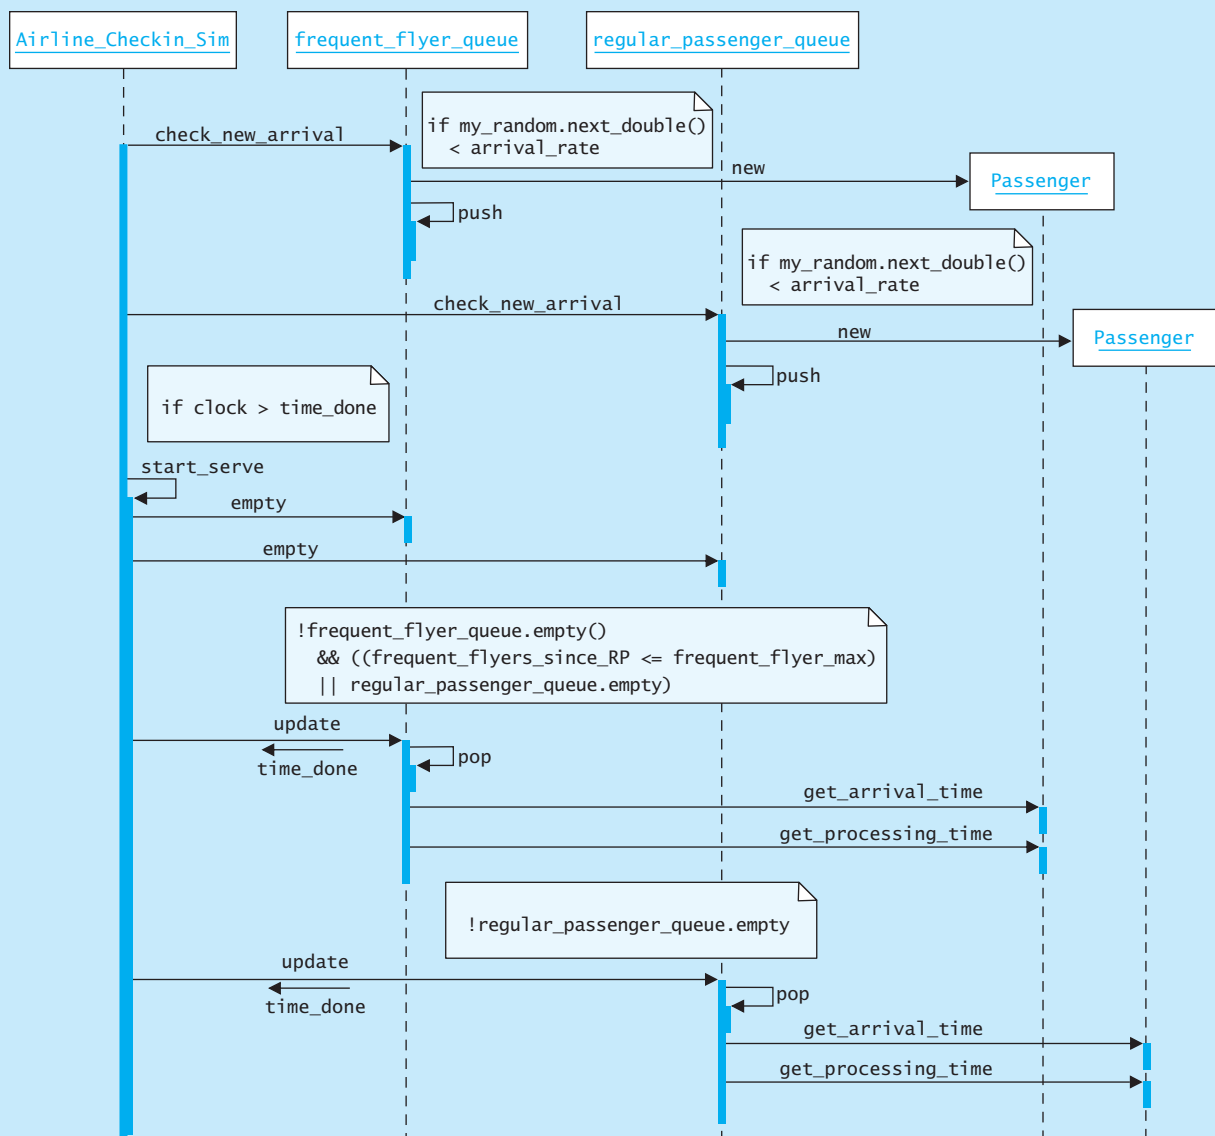 Airline_Checkin_Sim
frequent_flyer_queue
regular_passenger_queue
if my_random.next_double()
< arrival_rate
check_new_arrival
new
Passenger
push
if my_random.next_double()
< arrival_rate
check_new_arrival
new
Passenger
push
if clock > time_done
start_serve
empty
empty
!frequent_flyer_queue.empty()
&& ((frequent_flyers_since_RP <= frequent_flyer_max)
|| regular_passenger_queue.empty)
update
time_done
pop
get_arrival_time
get_processing_time
!regular_passenger_queue.empty
update
time_done
pop
get_arrival_time
get_processing_time